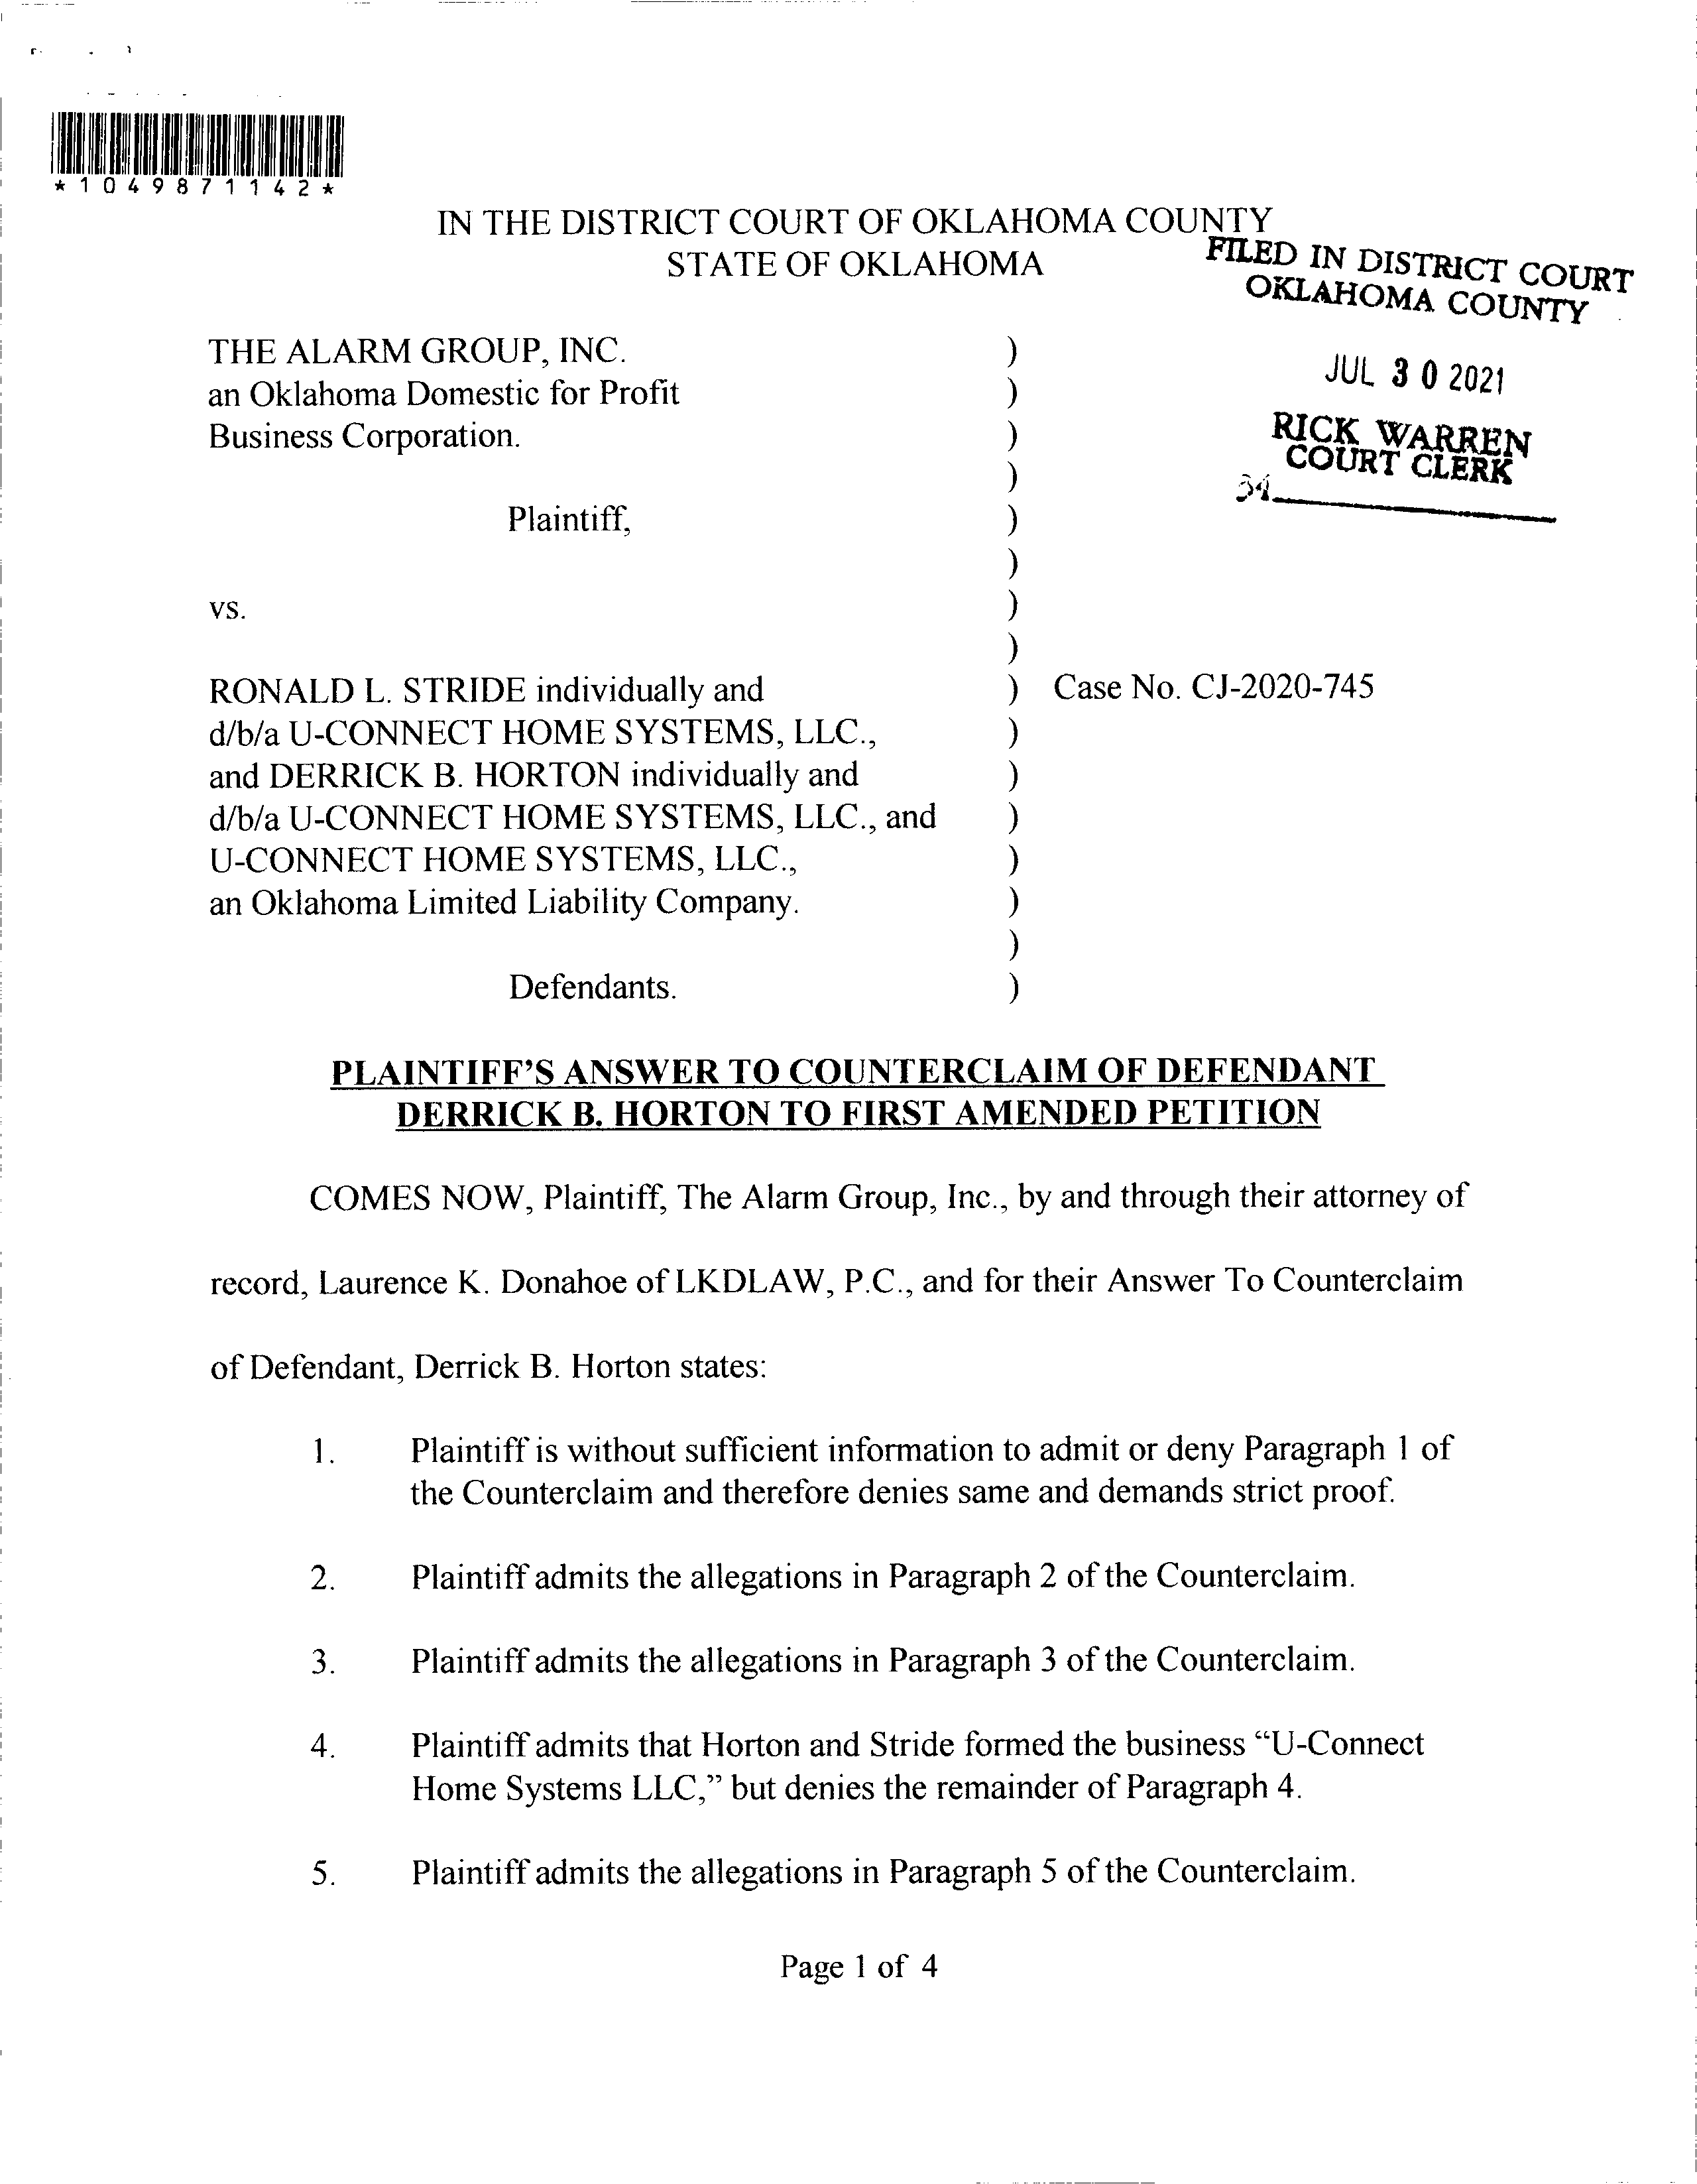 *1049871142*
IN THE DISTRICT COURT OF OKLAHOMA COUNTY
STATE OF OKLAHOMA
FILED IN DISTRICT COURT
OKLAHOMA COUNTY
JUL 30 2021
RICK WARREN
COURT CLERK
34
THE ALARM GROUP, INC. )
an Oklahoma Domestic for Profit )
Business Corporation. )
)
Plaintiff, )
)
vs. )
)
RONALD L. STRIDE individually and ) Case No. CJ-2020-745
d/b/a U-CONNECT HOME SYSTEMS, LLC., )
and DERRICK B. HORTON individually and )
d/b/a U-CONNECT HOME SYSTEMS, LLC., and )
U-CONNECT HOME SYSTEMS, LLC., )
an Oklahoma Limited Liability Company. )
)
Defendants. )
PLAINTIFF'S ANSWER TO COUNTERCLAIM OF DEFENDANT
DERRICK B. HORTON TO FIRST AMENDED PETITION
COMES NOW, Plaintiff, The Alarm Group, Inc., by and through their attorney of
record, Laurence K. Donahoe of LKDLAW, P.C., and for their Answer To Counterclaim
of Defendant, Derrick B. Horton states:
1. Plaintiff is without sufficient information to admit or deny Paragraph 1 of
the Counterclaim and therefore denies same and demands strict proof.
2. Plaintiff admits the allegations in Paragraph 2 of the Counterclaim.
3. Plaintiff admits the allegations in Paragraph 3 of the Counterclaim.
4. Plaintiff admits that Horton and Stride formed the business “U-Connect
Home Systems LLC,” but denies the remainder of Paragraph 4.
5. Plaintiff admits the allegations in Paragraph 5 of the Counterclaim.
Page 1 of 4